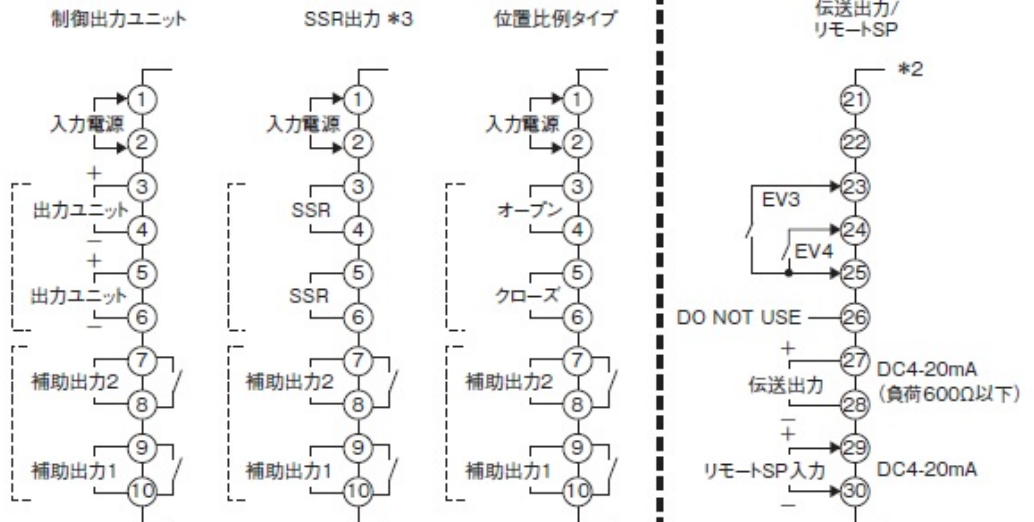 制御出力ユニット
1
入力電源
2
+
3
出力ユニット
4
−
+
5
出力ユニット
6
−
7
補助出力2
8
9
補助出力1
10
SSR出力 *3
1
入力電源
2
3
SSR
4
5
SSR
6
7
補助出力2
8
9
補助出力1
10
位置比例タイプ
1
入力電源
2
3
オープン
4
5
クローズ
6
7
補助出力2
8
9
補助出力1
10
伝送出力/
リモートSP
*2
21
22
23
EV3
24
EV4
25
DO NOT USE
26
+
27
DC4-20mA
伝送出力
(負荷600Ω以下)
28
−
+
29
リモートSP入力
DC4-20mA
30
−